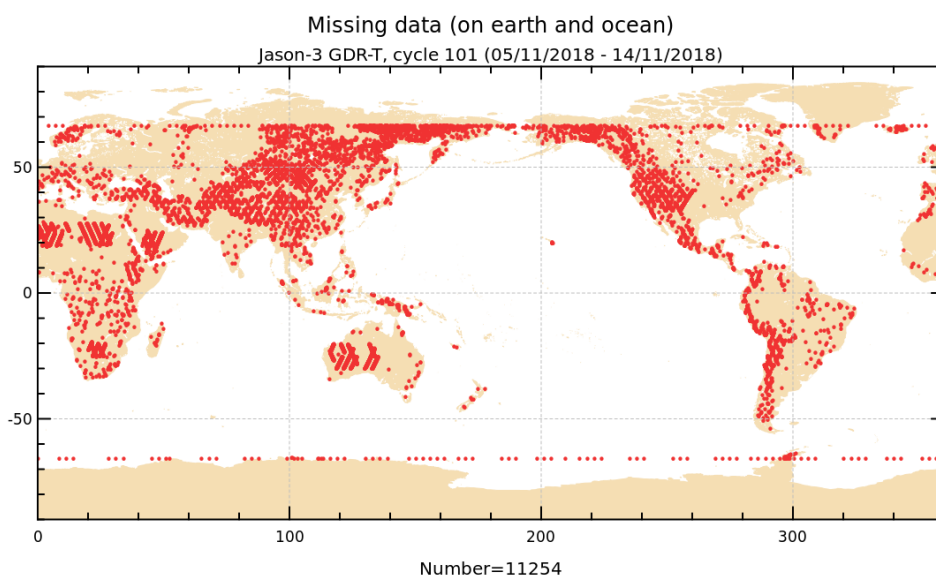 Missing data (on earth and ocean)
Jason-3 GDR-T, cycle 101 (05/11/2018 - 14/11/2018)
50
0
-50
0 100 200 300
Number=11254